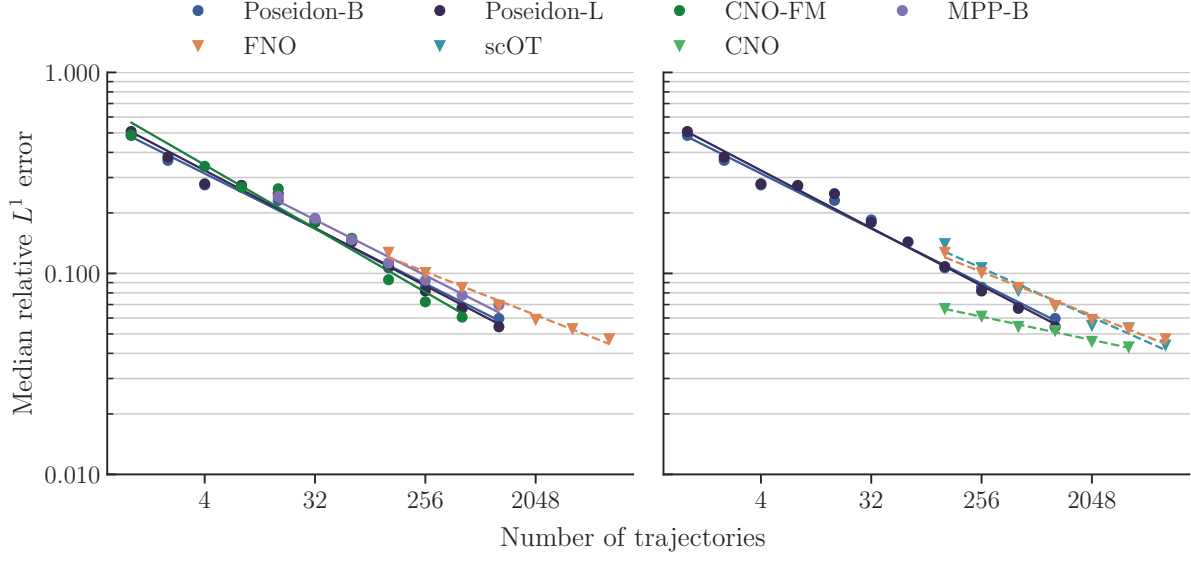 Poseidon-B Poseidon-L CNO-FM MPP-B
FNO scOT CNO
1.000
0.100
0.010
Median relative L¹ error
4 32 256 2048
4 32 256 2048
Number of trajectories